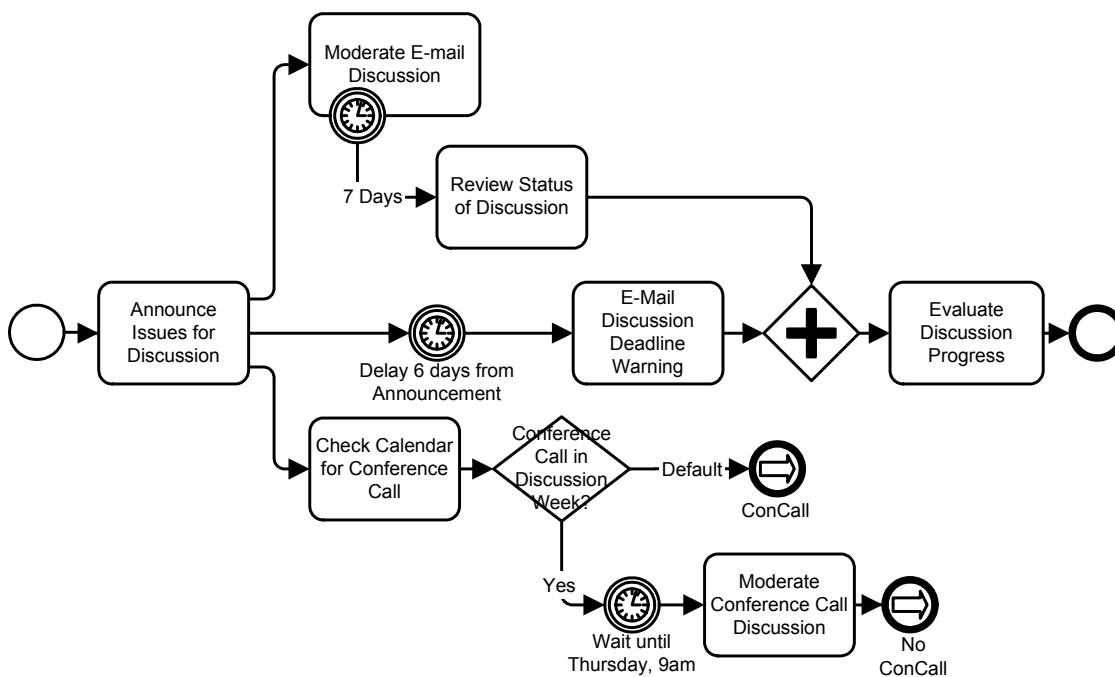 Moderate E-mail
Discussion
7 Days
Review Status
of Discussion
Announce
Issues for
Discussion
Delay 6 days from
Announcement
E-Mail
Discussion
Deadline
Warning
Evaluate
Discussion
Progress
Check Calendar
for Conference
Call
Conference
Call in
Discussion
Week?
Default
ConCall
Yes
Wait until
Thursday, 9am
Moderate
Conference Call
Discussion
No
ConCall